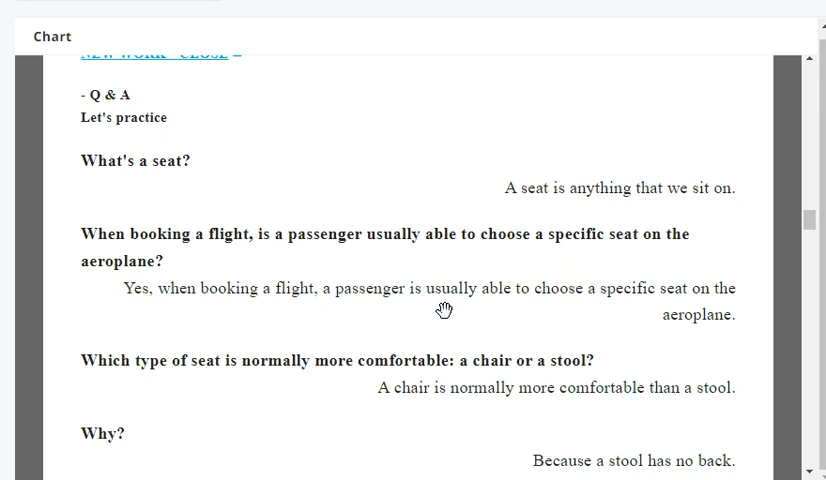 Chart
NEW WORK - CLOSE =
- Q & A
Let's practice
What's a seat?
A seat is anything that we sit on.
When booking a flight, is a passenger usually able to choose a specific seat on the
aeroplane?
Yes, when booking a flight, a passenger is usually able to choose a specific seat on the
aeroplane.
Which type of seat is normally more comfortable: a chair or a stool?
A chair is normally more comfortable than a stool.
Why?
Because a stool has no back.